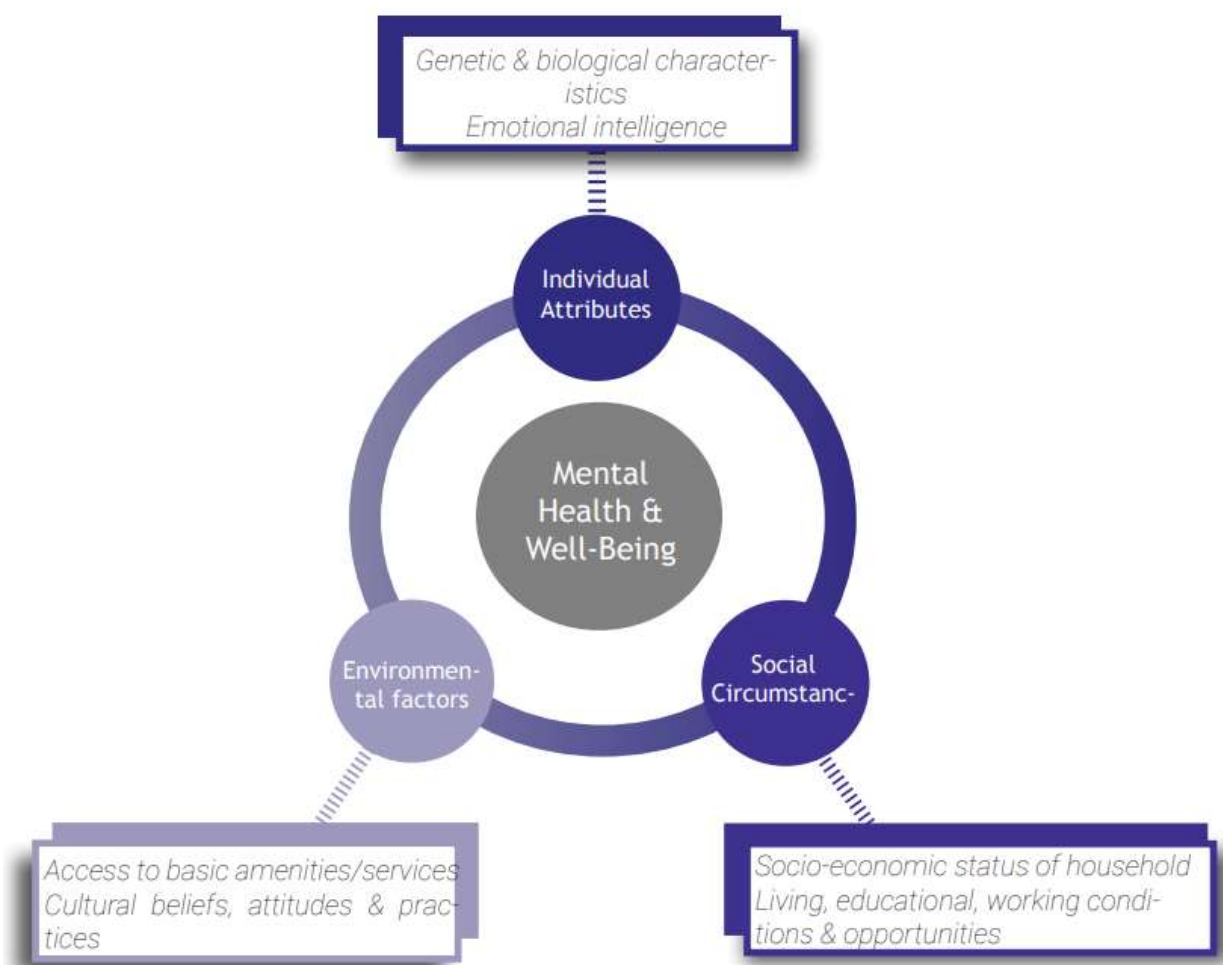 Genetic & biological character-
istics
Emotional intelligence
Individual
Attributes
Mental
Health &
Well-Being
Environmen-
tal factors
Social
Circumstanc-
Access to basic amenities/services
Cultural beliefs, attitudes & prac-
tices
Socio-economic status of household
Living, educational, working condi-
tions & opportunities